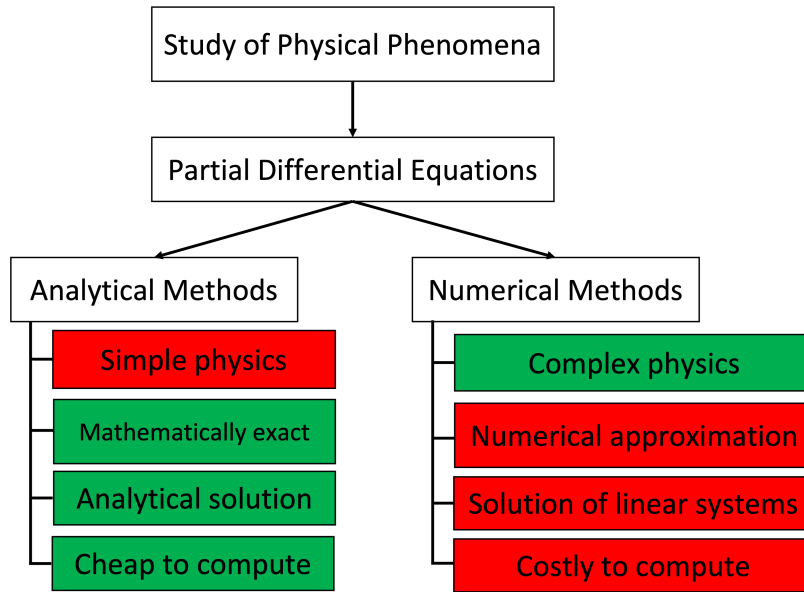 Study of Physical Phenomena
Partial Differential Equations
Analytical Methods
Simple physics
Mathematically exact
Analytical solution
Cheap to compute
Numerical Methods
Complex physics
Numerical approximation
Solution of linear systems
Costly to compute